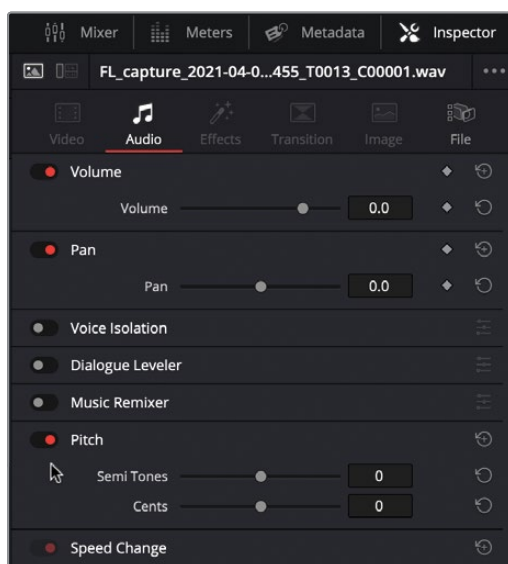 Mixer Meters Metadata Inspector
FL_capture_2021-04-0...455_T0013_C00001.wav
Video Audio Effects Transition Image File
Volume
Volume 0.0
Pan
Pan 0.0
Voice Isolation
Dialogue Leveler
Music Remixer
Pitch
Semi Tones 0
Cents 0
Speed Change